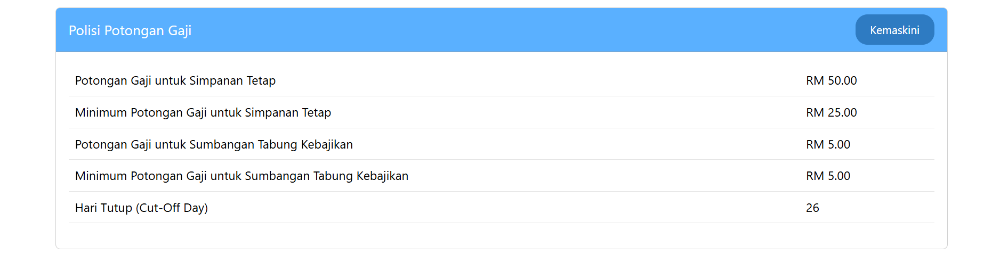 Polisi Potongan Gaji
Kemaskini
Potongan Gaji untuk Simpanan Tetap RM 50.00
Minimum Potongan Gaji untuk Simpanan Tetap RM 25.00
Potongan Gaji untuk Sumbangan Tabung Kebajikan RM 5.00
Minimum Potongan Gaji untuk Sumbangan Tabung Kebajikan RM 5.00
Hari Tutup (Cut-Off Day) 26